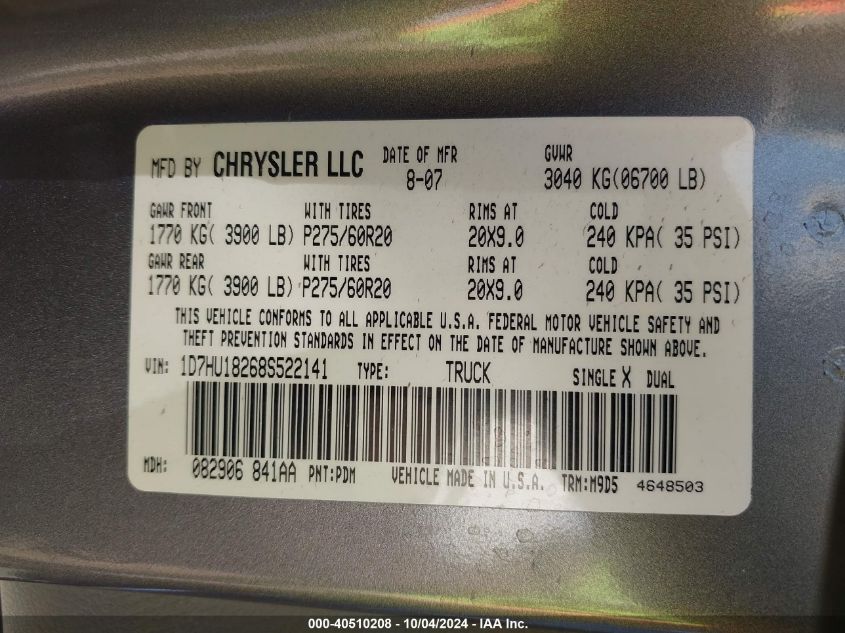 MFD BY CHRYSLER LLC DATE OF MFR 8-07 GVWR 3040 KG(06700 LB)
GAWR FRONT WITH TIRES RIMS AT COLD
1770 KG( 3900 LB) P275/60R20 20X9.0 240 KPA( 35 PSI)
GAWR REAR WITH TIRES RIMS AT COLD
1770 KG( 3900 LB) P275/60R20 20X9.0 240 KPA( 35 PSI)
THIS VEHICLE CONFORMS TO ALL APPLICABLE U.S.A. FEDERAL MOTOR VEHICLE SAFETY AND
THEFT PREVENTION STANDARDS IN EFFECT ON THE DATE OF MANUFACTURE SHOWN ABOVE.
VIN: 1D7HU18268S522141 TYPE: TRUCK SINGLE X DUAL
MDH: 082906 841AA PNT:PDM VEHICLE MADE IN U.S.A. TRM:M9D5 4648503
000-40510208 - 10/04/2024 - IAA Inc.